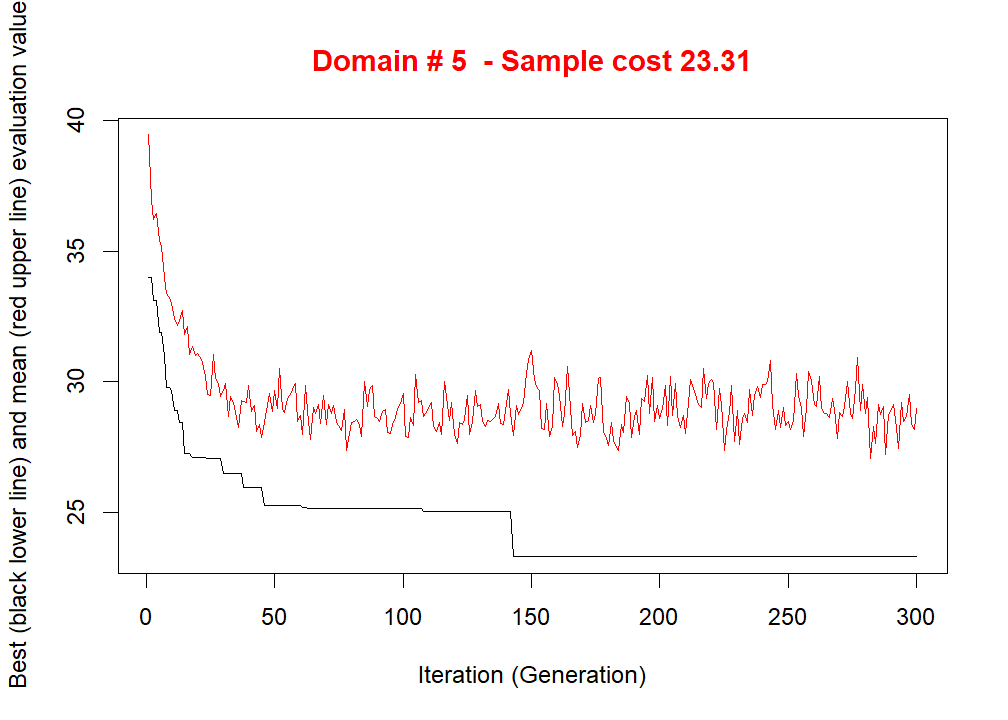 Domain # 5  - Sample cost 23.31
Best (black lower line) and mean (red upper line) evaluation value
40
35
30
25
0 50 100 150 200 250 300
Iteration (Generation)